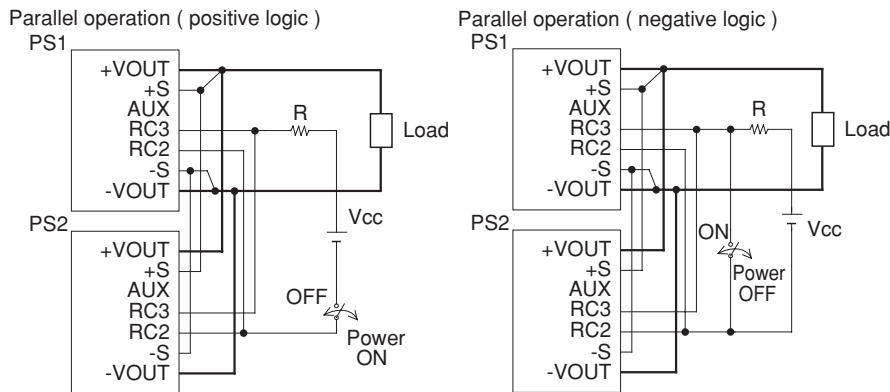 Parallel operation ( positive logic )
PS1
+VOUT
+S
AUX
RC3
RC2
-S
-VOUT
R
Load
Vcc
PS2
+VOUT
+S
AUX
RC3
RC2
-S
-VOUT
OFF
Power
ON
Parallel operation ( negative logic )
PS1
+VOUT
+S
AUX
RC3
RC2
-S
-VOUT
R
Load
Vcc
PS2
+VOUT
+S
AUX
RC3
RC2
-S
-VOUT
ON
Power
OFF